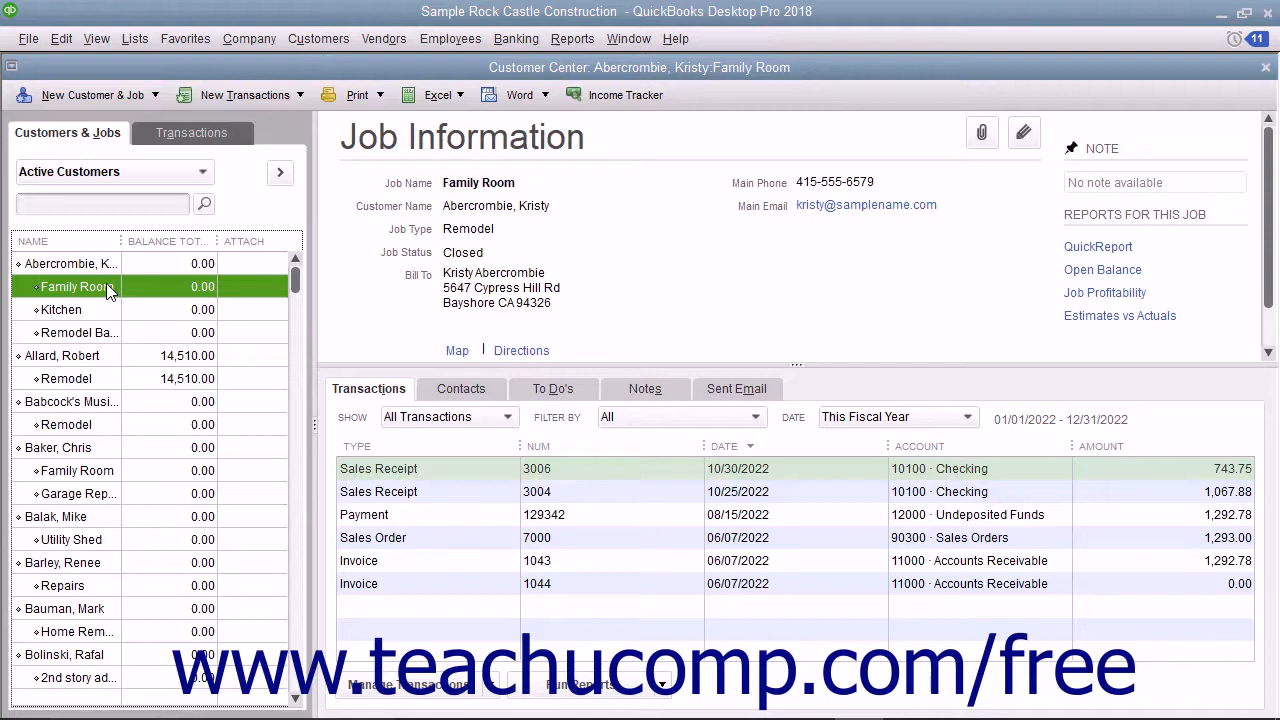 qb
Sample Rock Castle Construction - QuickBooks Desktop Pro 2018
File Edit View Lists Favorites Company Customers Vendors Employees Banking Reports Window Help
11
Customer Center: Abercrombie, Kristy:Family Room
New Customer & Job New Transactions Print Excel Word Income Tracker
Customers & Jobs Transactions
Active Customers
NAME BALANCE TOT... ATTACH
Abercrombie, K... 0.00
Family Room 0.00
Kitchen 0.00
Remodel Ba... 0.00
Allard, Robert 14,510.00
Remodel 14,510.00
Babcock's Musi... 0.00
Remodel 0.00
Baker, Chris 0.00
Family Room 0.00
Garage Rep... 0.00
Balak, Mike 0.00
Utility Shed 0.00
Barley, Renee 0.00
Repairs 0.00
Bauman, Mark 0.00
Home Rem... 0.00
Bolinski, Rafal 0.00
2nd story ad... 0.00
Job Information
Job Name Family Room
Customer Name Abercrombie, Kristy
Job Type Remodel
Job Status Closed
Bill To Kristy Abercrombie
5647 Cypress Hill Rd
Bayshore CA 94326
Map | Directions
Main Phone 415-555-6579
Main Email kristy@samplename.com
NOTE
No note available
REPORTS FOR THIS JOB
QuickReport
Open Balance
Job Profitability
Estimates vs Actuals
Transactions Contacts To Do's Notes Sent Email
SHOW All Transactions FILTER BY All DATE This Fiscal Year 01/01/2022 - 12/31/2022
TYPE NUM DATE ACCOUNT AMOUNT
Sales Receipt 3006 10/30/2022 10100 · Checking 743.75
Sales Receipt 3004 10/25/2022 10100 · Checking 1,067.88
Payment 129342 08/15/2022 12000 · Undeposited Funds 1,292.78
Sales Order 7000 06/07/2022 90300 · Sales Orders 1,293.00
Invoice 1043 06/07/2022 11000 · Accounts Receivable 1,292.78
Invoice 1044 06/07/2022 11000 · Accounts Receivable 0.00
Manage Transactions Run Reports
www.teachucomp.com/free